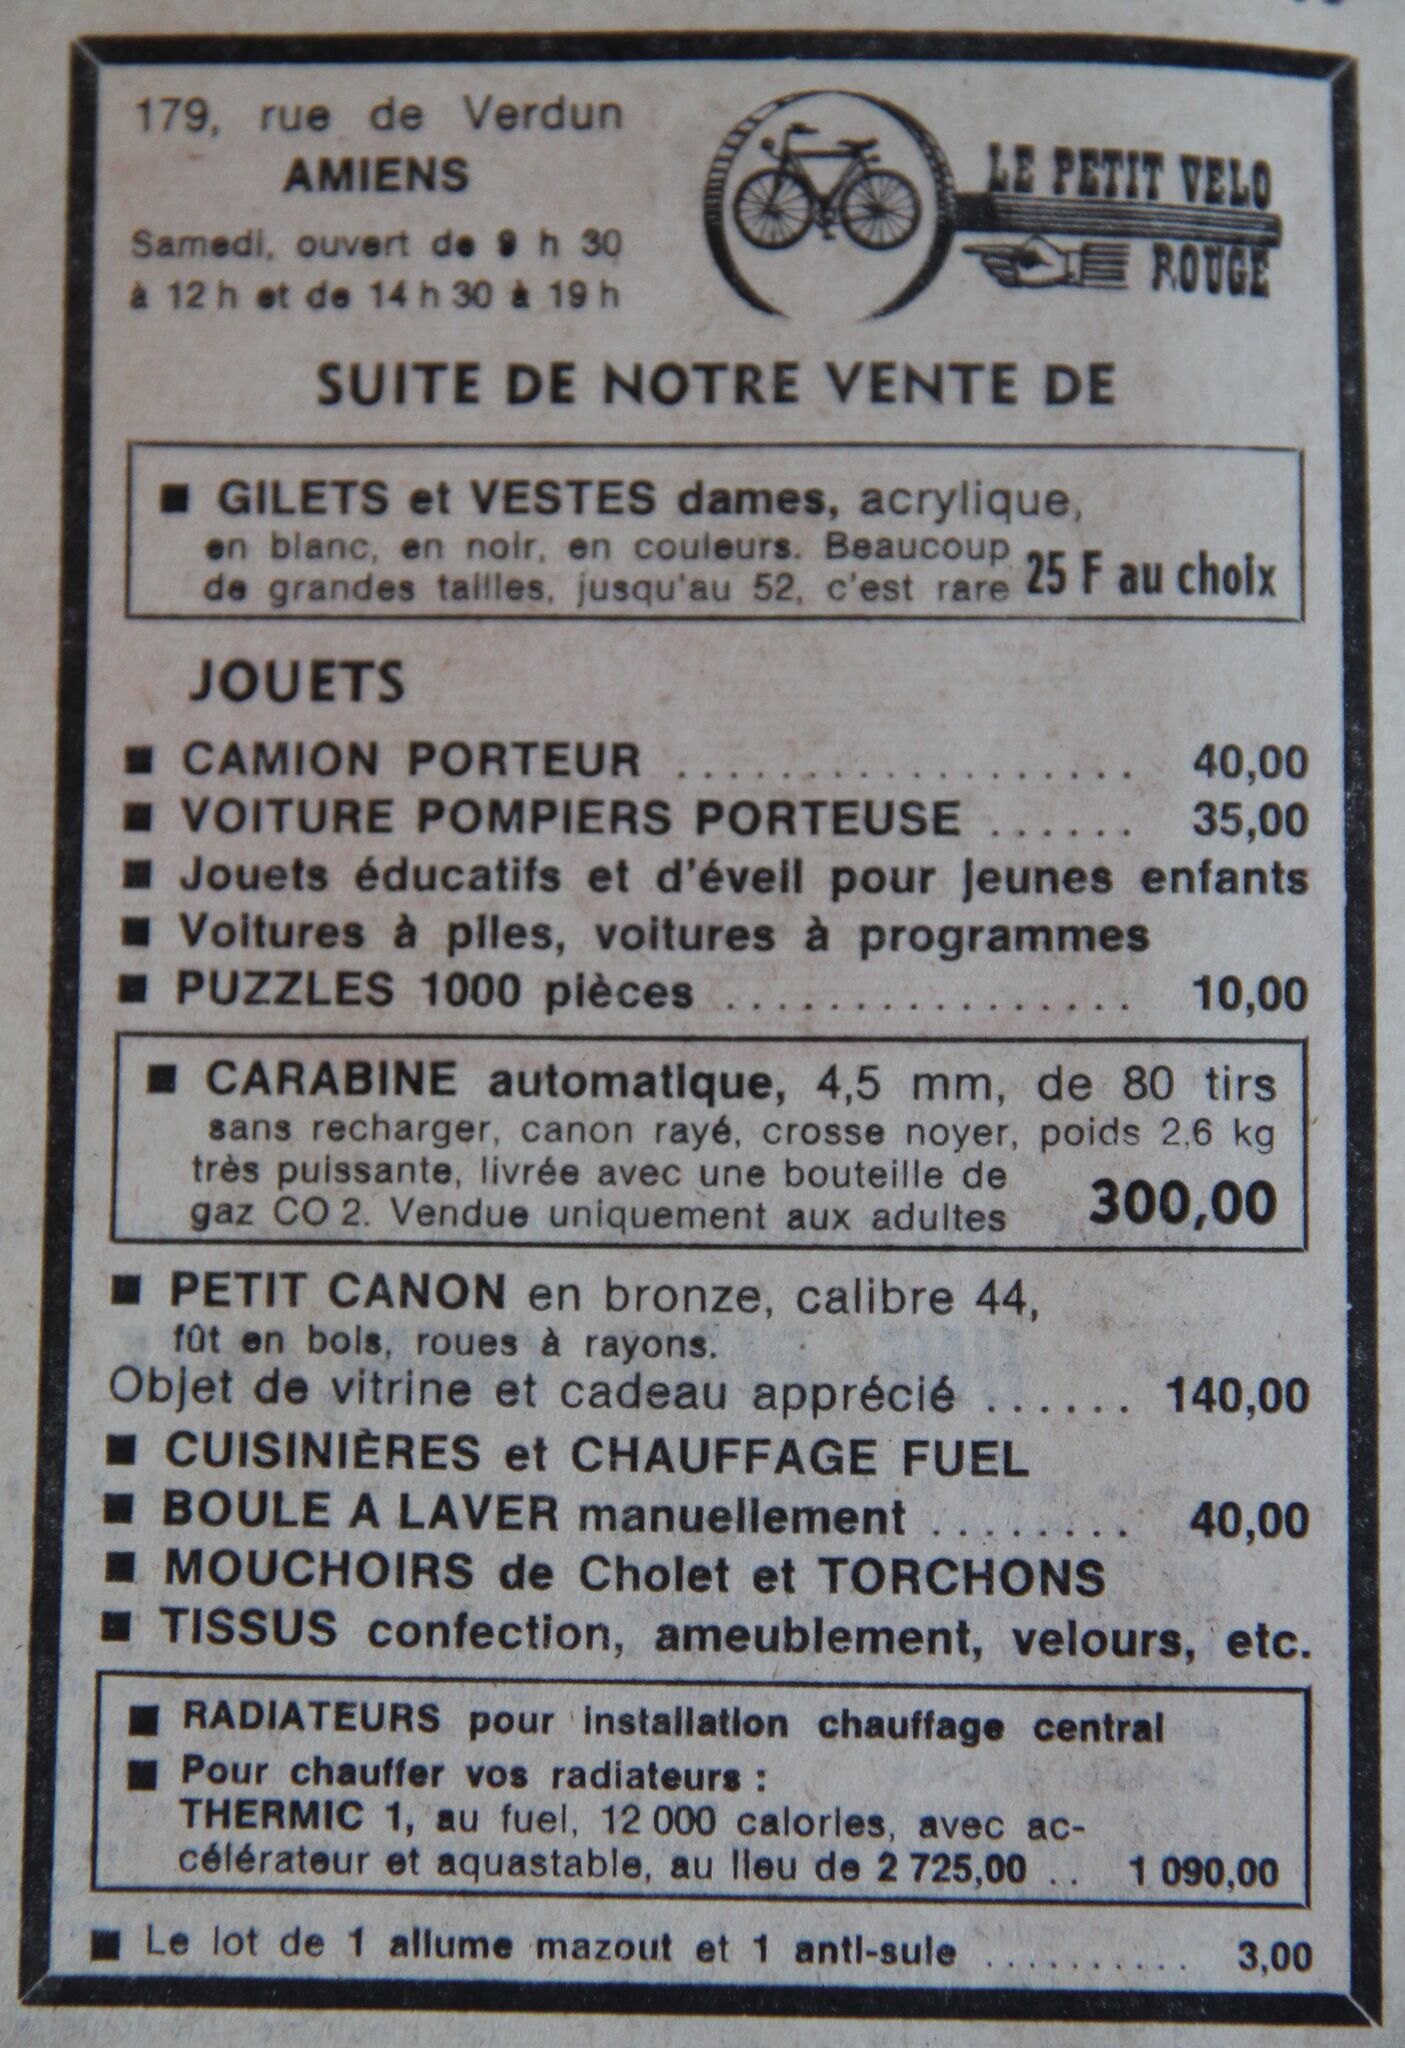 179, rue de Verdun
AMIENS
Samedi, ouvert de 9 h 30
à 12 h et de 14 h 30 à 19 h
LE PETIT VELO
ROUGE
SUITE DE NOTRE VENTE DE
■ GILETS et VESTES dames, acrylique,
en blanc, en noir, en couleurs. Beaucoup
de grandes tailles, jusqu'au 52, c'est rare 25 F au choix
JOUETS
■ CAMION PORTEUR .................. 40,00
■ VOITURE POMPIERS PORTEUSE ...... 35,00
■ Jouets éducatifs et d'éveil pour jeunes enfants
■ Voitures à piles, voitures à programmes
■ PUZZLES 1000 pièces ................ 10,00
■ CARABINE automatique, 4,5 mm, de 80 tirs
sans recharger, canon rayé, crosse noyer, poids 2,6 kg
très puissante, livrée avec une bouteille de
gaz CO 2. Vendue uniquement aux adultes 300,00
■ PETIT CANON en bronze, calibre 44,
fût en bois, roues à rayons.
Objet de vitrine et cadeau apprécié ...... 140,00
■ CUISINIÈRES et CHAUFFAGE FUEL
■ BOULE A LAVER manuellement ........ 40,00
■ MOUCHOIRS de Cholet et TORCHONS
■ TISSUS confection, ameublement, velours, etc.
■ RADIATEURS pour installation chauffage central
■ Pour chauffer vos radiateurs :
THERMIC 1, au fuel, 12 000 calories, avec ac-
célérateur et aquastable, au lieu de 2 725,00 .. 1 090,00
■ Le lot de 1 allume mazout et 1 anti-suie .......... 3,00